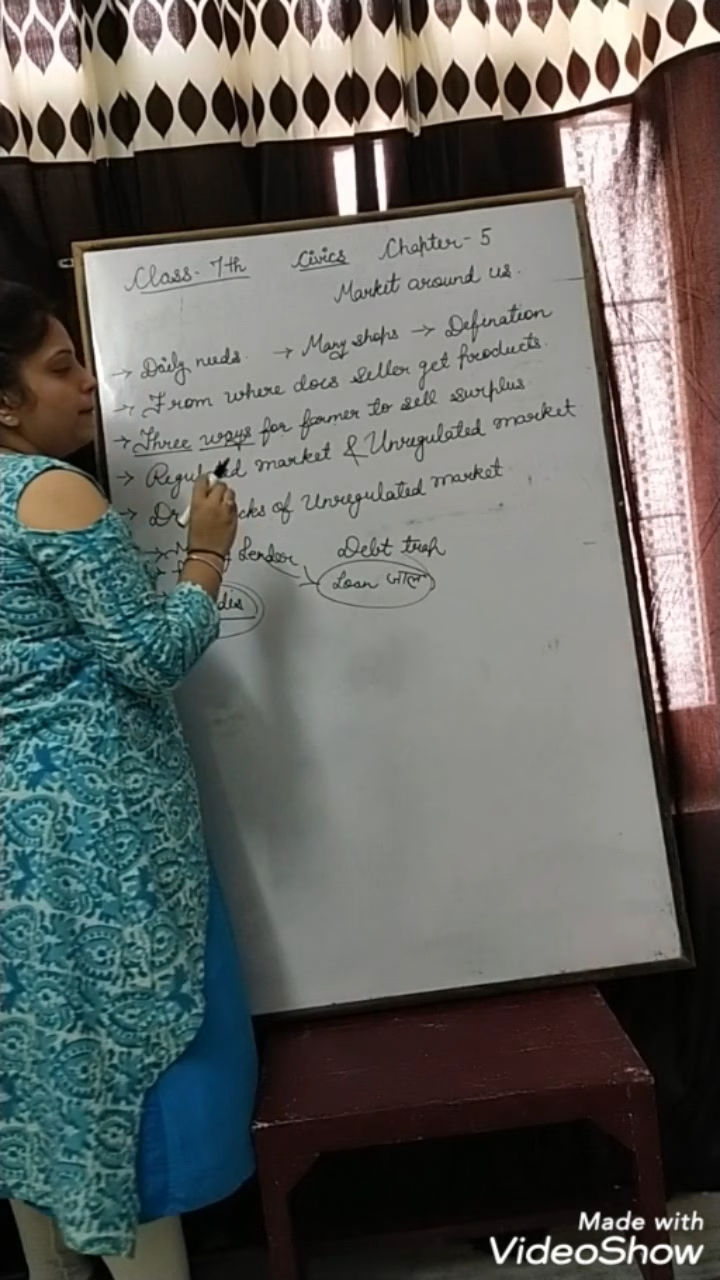 Class- 7th Civics Chapter- 5
Market around us.
→ Daily needs. → Many shops → Defination
→ From where does seller get products.
→ Three ways for farmer to sell surplus.
→ Regulated market & Unregulated market
→ of Unregulated market
Lender Debt trap
Loan जाल
Made with
VideoShow